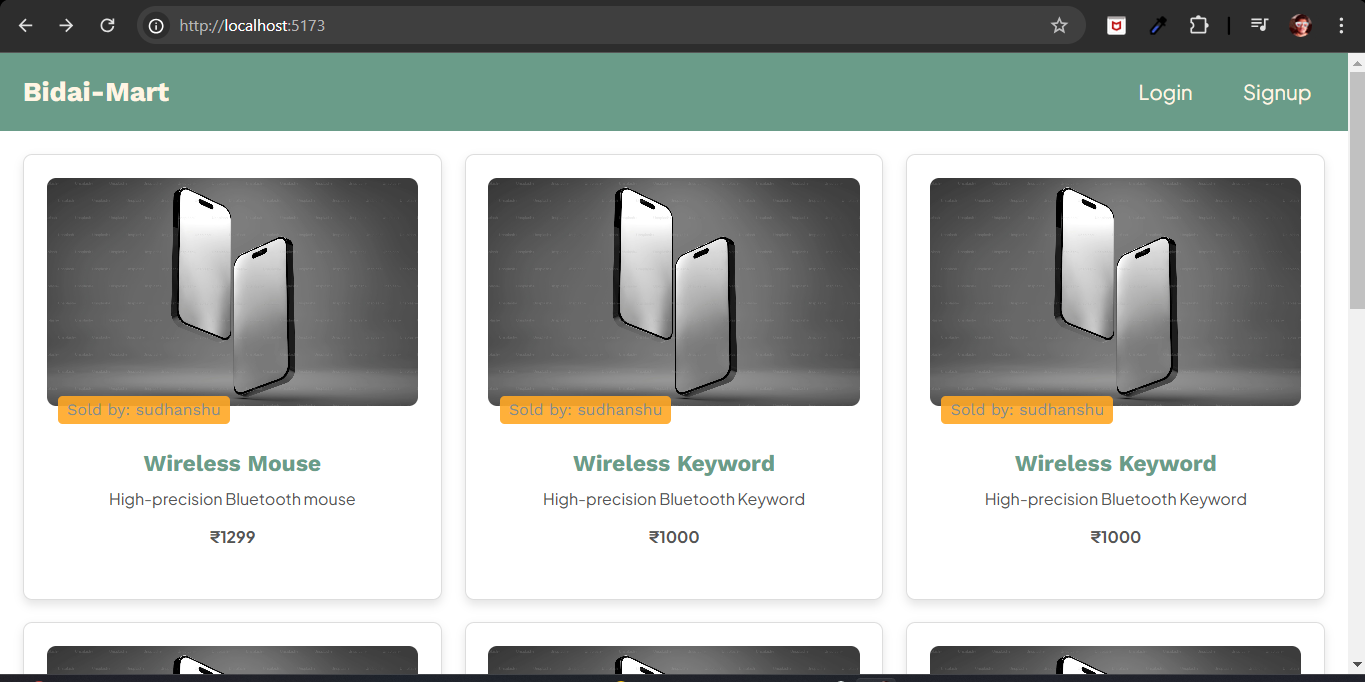 http://localhost:5173
Bidai-Mart
Login
Signup
Sold by: sudhanshu
Sold by: sudhanshu
Sold by: sudhanshu
Wireless Mouse
Wireless Keyword
Wireless Keyword
High-precision Bluetooth mouse
High-precision Bluetooth Keyword
High-precision Bluetooth Keyword
₹1299
₹1000
₹1000